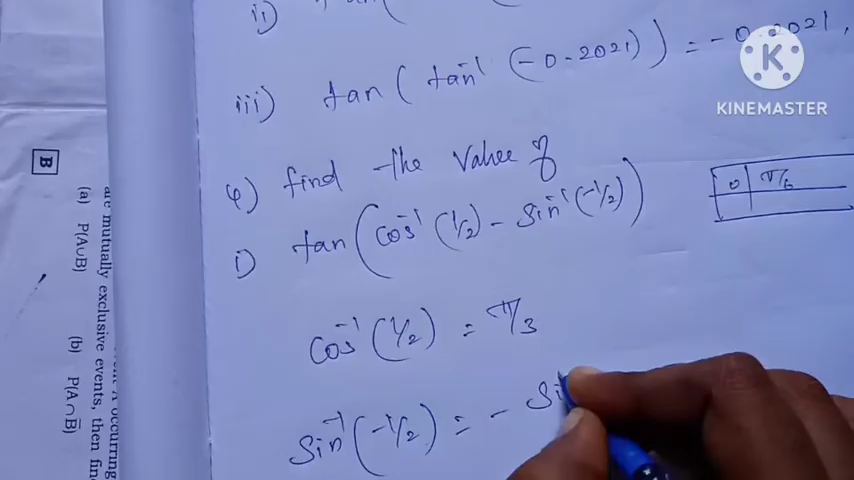 ii) tan(
iii) tan(tan⁻¹(-0.2021)) = -0.2021,
KINEMASTER
4) find the value of
i) tan(cos⁻¹(1/2) - sin⁻¹(-1/2))
0 π/6
cos⁻¹(1/2) = π/3
sin⁻¹(-1/2) = - si
B
are mutually exclusive events, then
(a) P(A∪B) (b) P(A∩B̅)